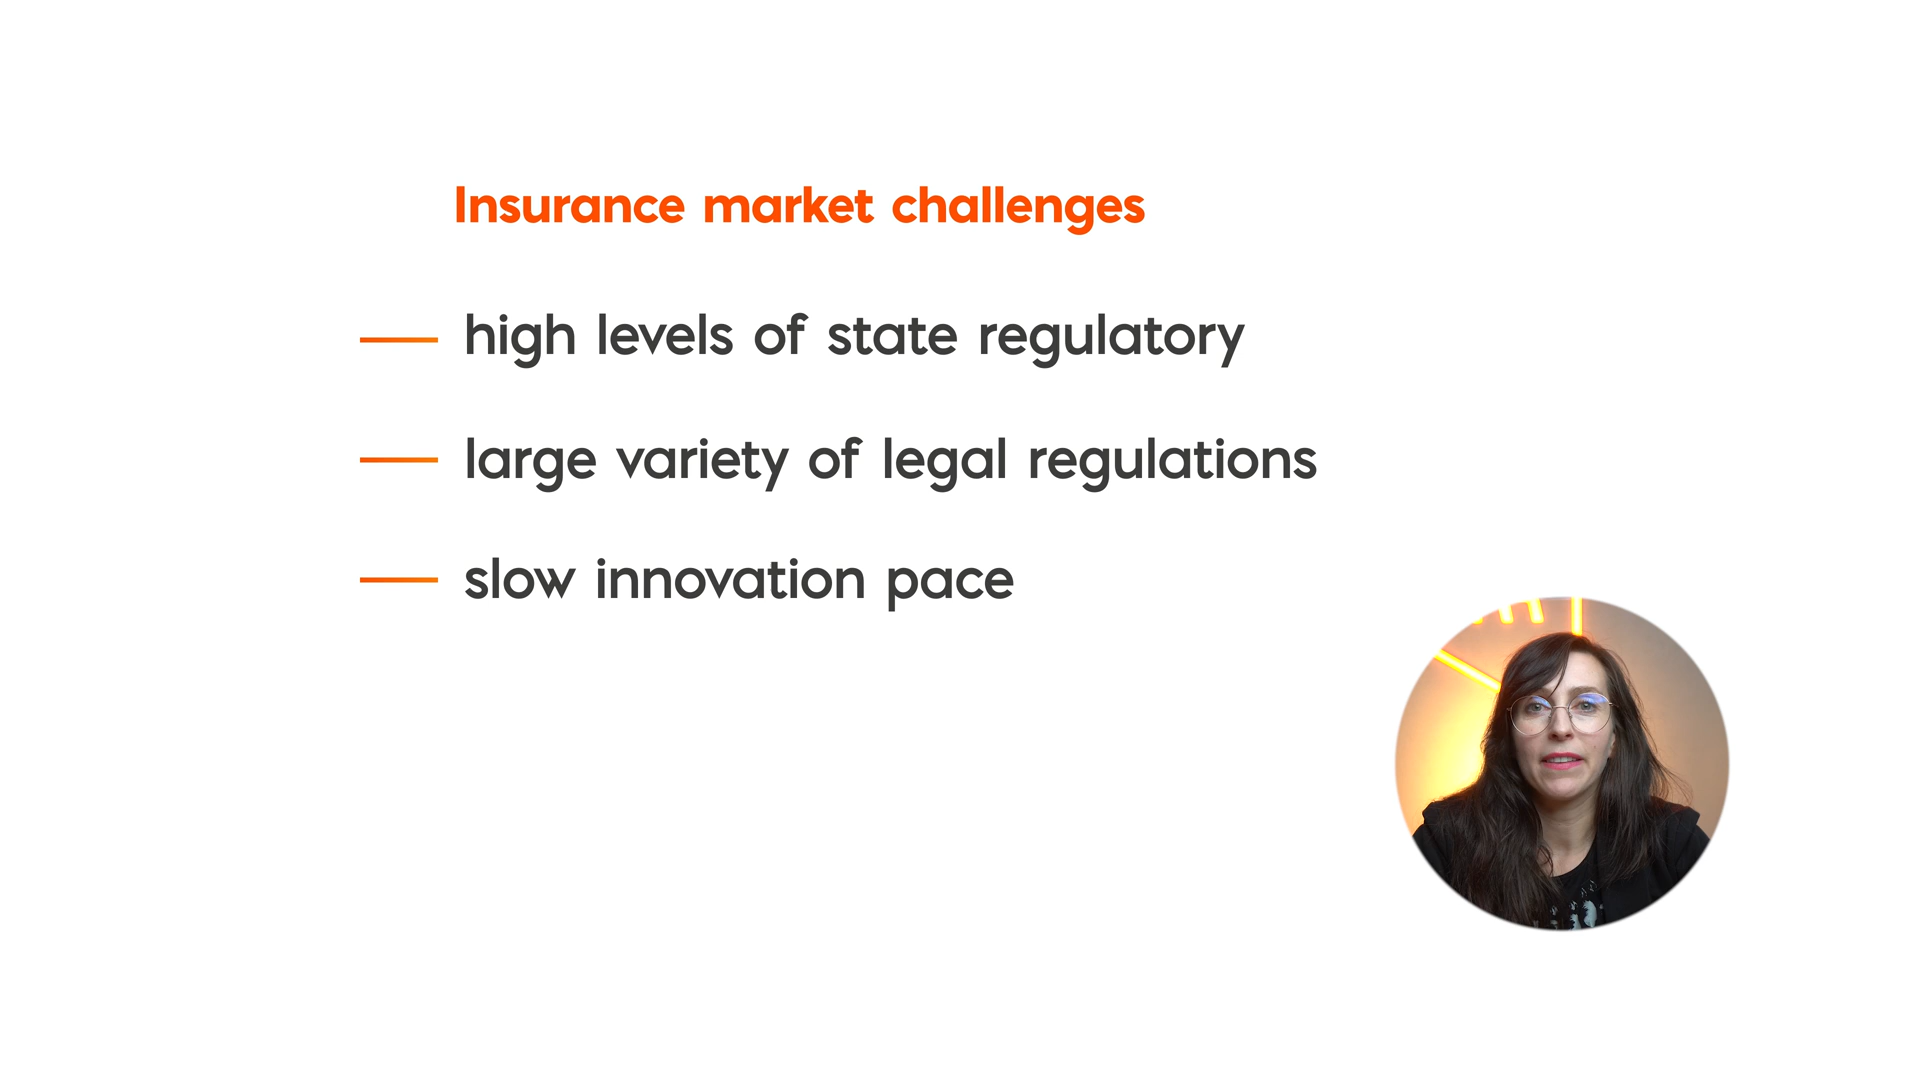 Insurance market challenges
high levels of state regulatory
large variety of legal regulations
slow innovation pace